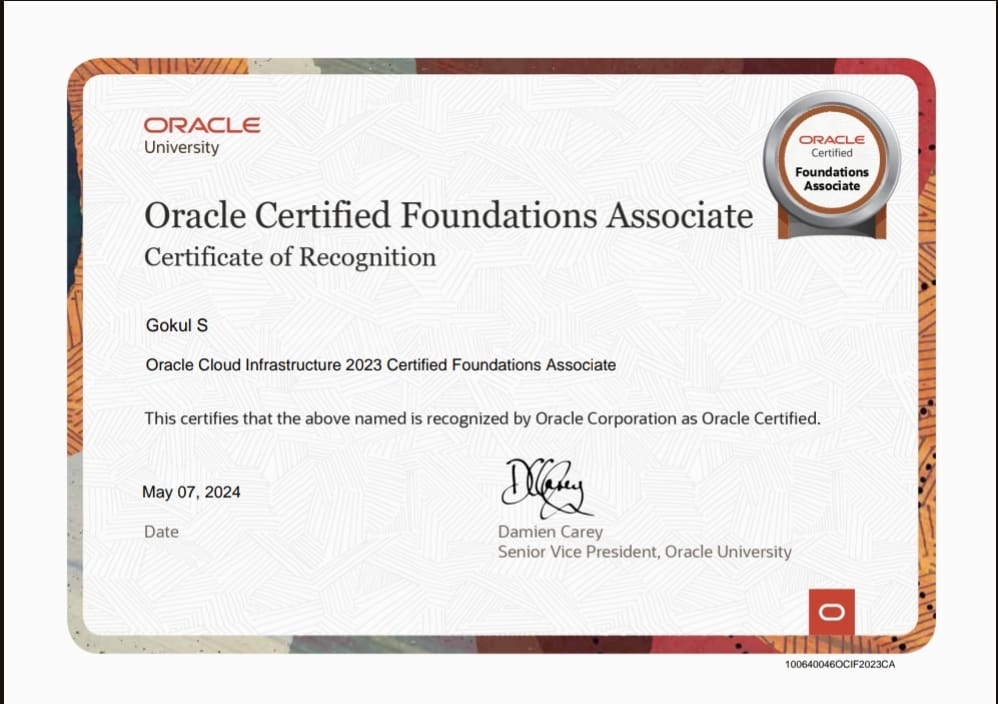 ORACLE
University
ORACLE
Certified
Foundations
Associate
Oracle Certified Foundations Associate
Certificate of Recognition
Gokul S
Oracle Cloud Infrastructure 2023 Certified Foundations Associate
This certifies that the above named is recognized by Oracle Corporation as Oracle Certified.
May 07, 2024
Date
DCarey
Damien Carey
Senior Vice President, Oracle University
100640046OCIF2023CA